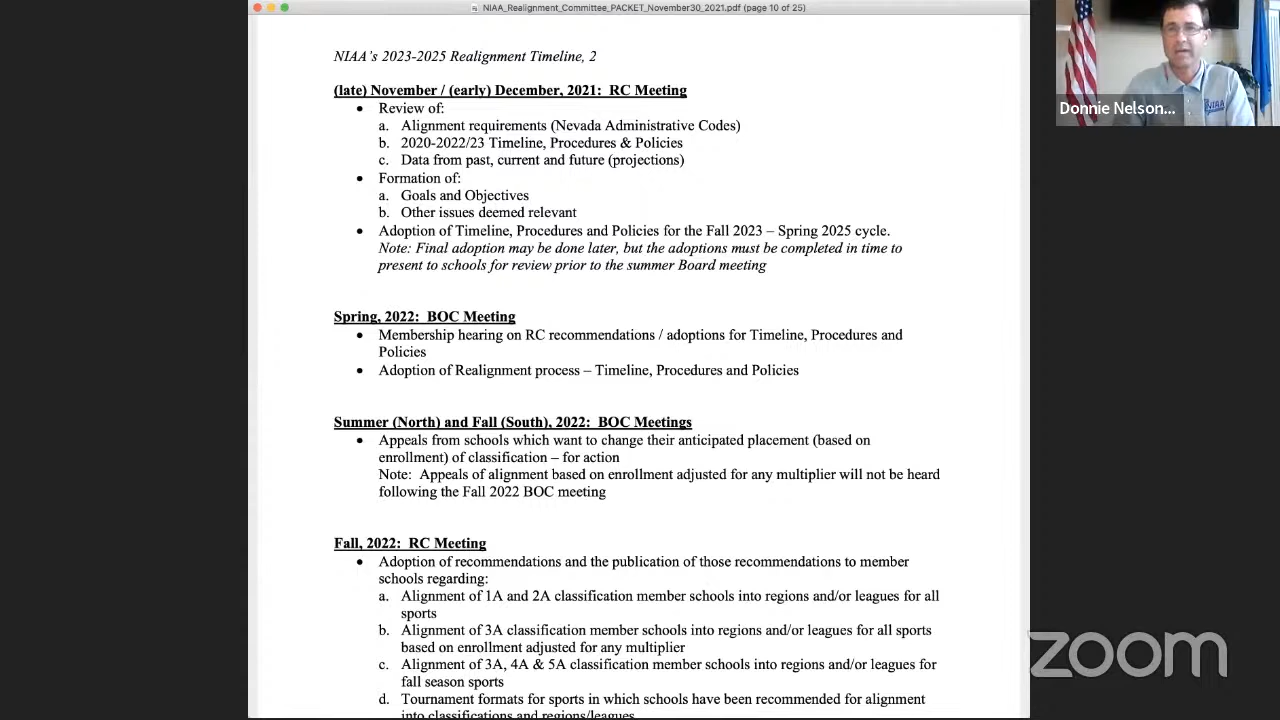 NIAA_Realignment_Committee_PACKET_November30_2021.pdf (page 10 of 25)
NIAA's 2023-2025 Realignment Timeline, 2
(late) November / (early) December, 2021:  RC Meeting
• Review of:
a. Alignment requirements (Nevada Administrative Codes)
b. 2020-2022/23 Timeline, Procedures & Policies
c. Data from past, current and future (projections)
• Formation of:
a. Goals and Objectives
b. Other issues deemed relevant
• Adoption of Timeline, Procedures and Policies for the Fall 2023 – Spring 2025 cycle.
Note: Final adoption may be done later, but the adoptions must be completed in time to
present to schools for review prior to the summer Board meeting
Spring, 2022:  BOC Meeting
• Membership hearing on RC recommendations / adoptions for Timeline, Procedures and
Policies
• Adoption of Realignment process – Timeline, Procedures and Policies
Summer (North) and Fall (South), 2022:  BOC Meetings
• Appeals from schools which want to change their anticipated placement (based on
enrollment) of classification – for action
Note:  Appeals of alignment based on enrollment adjusted for any multiplier will not be heard
following the Fall 2022 BOC meeting
Fall, 2022:  RC Meeting
• Adoption of recommendations and the publication of those recommendations to member
schools regarding:
a. Alignment of 1A and 2A classification member schools into regions and/or leagues for all
sports
b. Alignment of 3A classification member schools into regions and/or leagues for all sports
based on enrollment adjusted for any multiplier
c. Alignment of 3A, 4A & 5A classification member schools into regions and/or leagues for
fall season sports
d. Tournament formats for sports in which schools have been recommended for alignment
into classifications and regions/leagues
Donnie Nelson...
NIAA
zoom